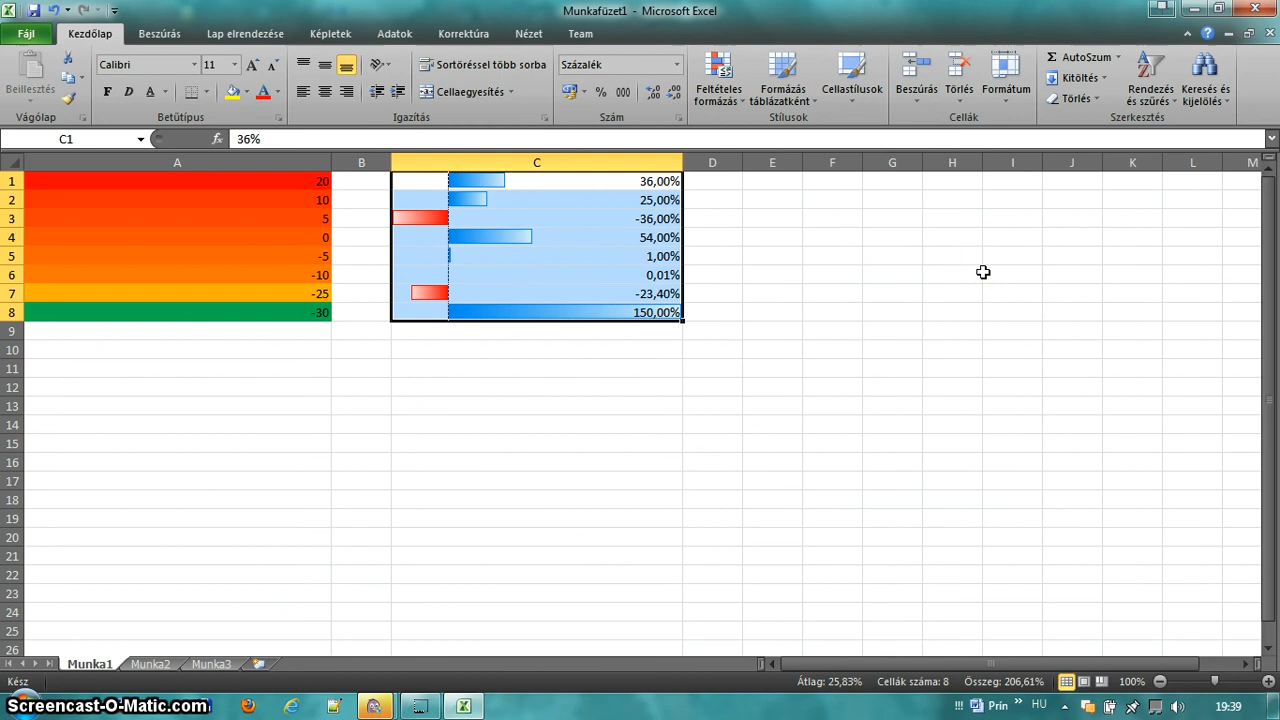 Munkafüzet1 - Microsoft Excel
Fájl Kezdőlap Beszúrás Lap elrendezése Képletek Adatok Korrektúra Nézet Team
Beillesztés
Calibri 11
F D A
Sortöréssel több sorba
Cellaegyesítés
Százalék
% 000
Feltételes formázás
Formázás táblázatként
Cellastílusok
Beszúrás Törlés Formátum
Σ AutoSzum
Kitöltés
Törlés
Rendezés és szűrés
Keresés és kijelölés
Vágólap Betűtípus Igazítás Szám Stílusok Cellák Szerkesztés
C1 fx 36%
A B C D E F G H I J K L M
1 20 36,00%
2 10 25,00%
3 5 -36,00%
4 0 54,00%
5 -5 1,00%
6 -10 0,01%
7 -25 -23,40%
8 -30 150,00%
9
10
11
12
13
14
15
16
17
18
19
20
21
22
23
24
25
26
Munka1 Munka2 Munka3
Kész Átlag: 25,83% Cellák száma: 8 Összeg: 206,61% 100%
Screencast-O-Matic.com Prin » HU 19:39